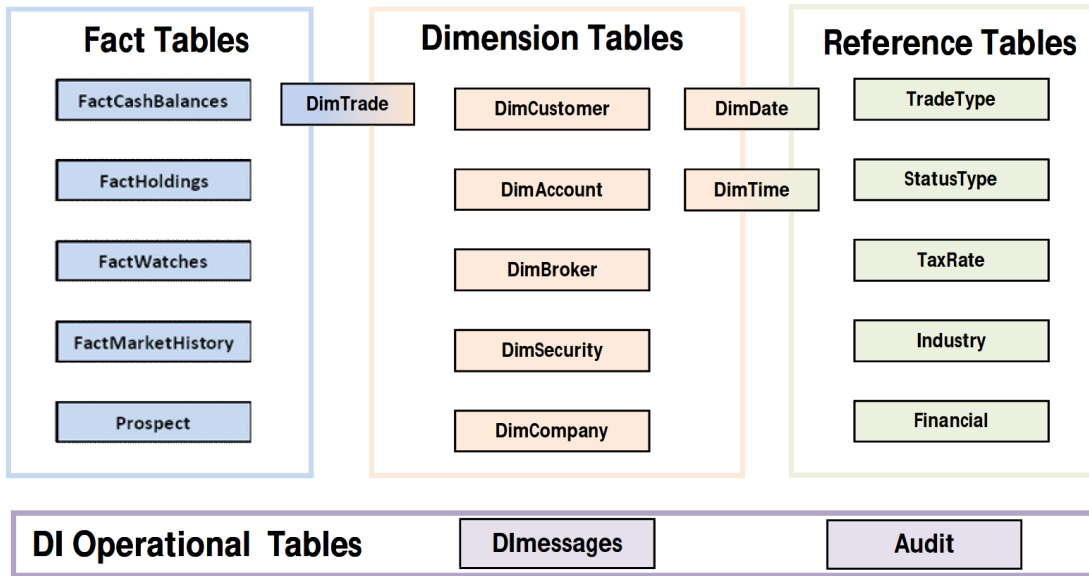 Fact Tables
Dimension Tables
Reference Tables
FactCashBalances
DimTrade
DimCustomer
DimDate
TradeType
FactHoldings
DimAccount
DimTime
StatusType
FactWatches
DimBroker
TaxRate
FactMarketHistory
DimSecurity
Industry
Prospect
DimCompany
Financial
DI Operational Tables
DImessages
Audit